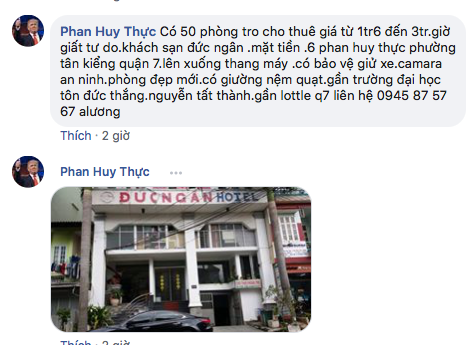 Phan Huy Thực Có 50 phòng tro cho thuê giá từ 1tr6 đến 3tr.giờ
giất tư do.khách sạn đức ngân .mặt tiền .6 phan huy thực phường
tân kiểng quận 7.lên xuống thang máy .có bảo vệ giử xe.camara
an ninh.phòng đẹp mới.có giường nệm quạt.gần trường đại học
tôn đức thắng.nguyễn tất thành.gần lottle q7 liên hệ 0945 87 57
67 alương
Thích · 2 giờ
Phan Huy Thực ...
ĐỨC NGÂN HOTEL
Thích · 2 giờ